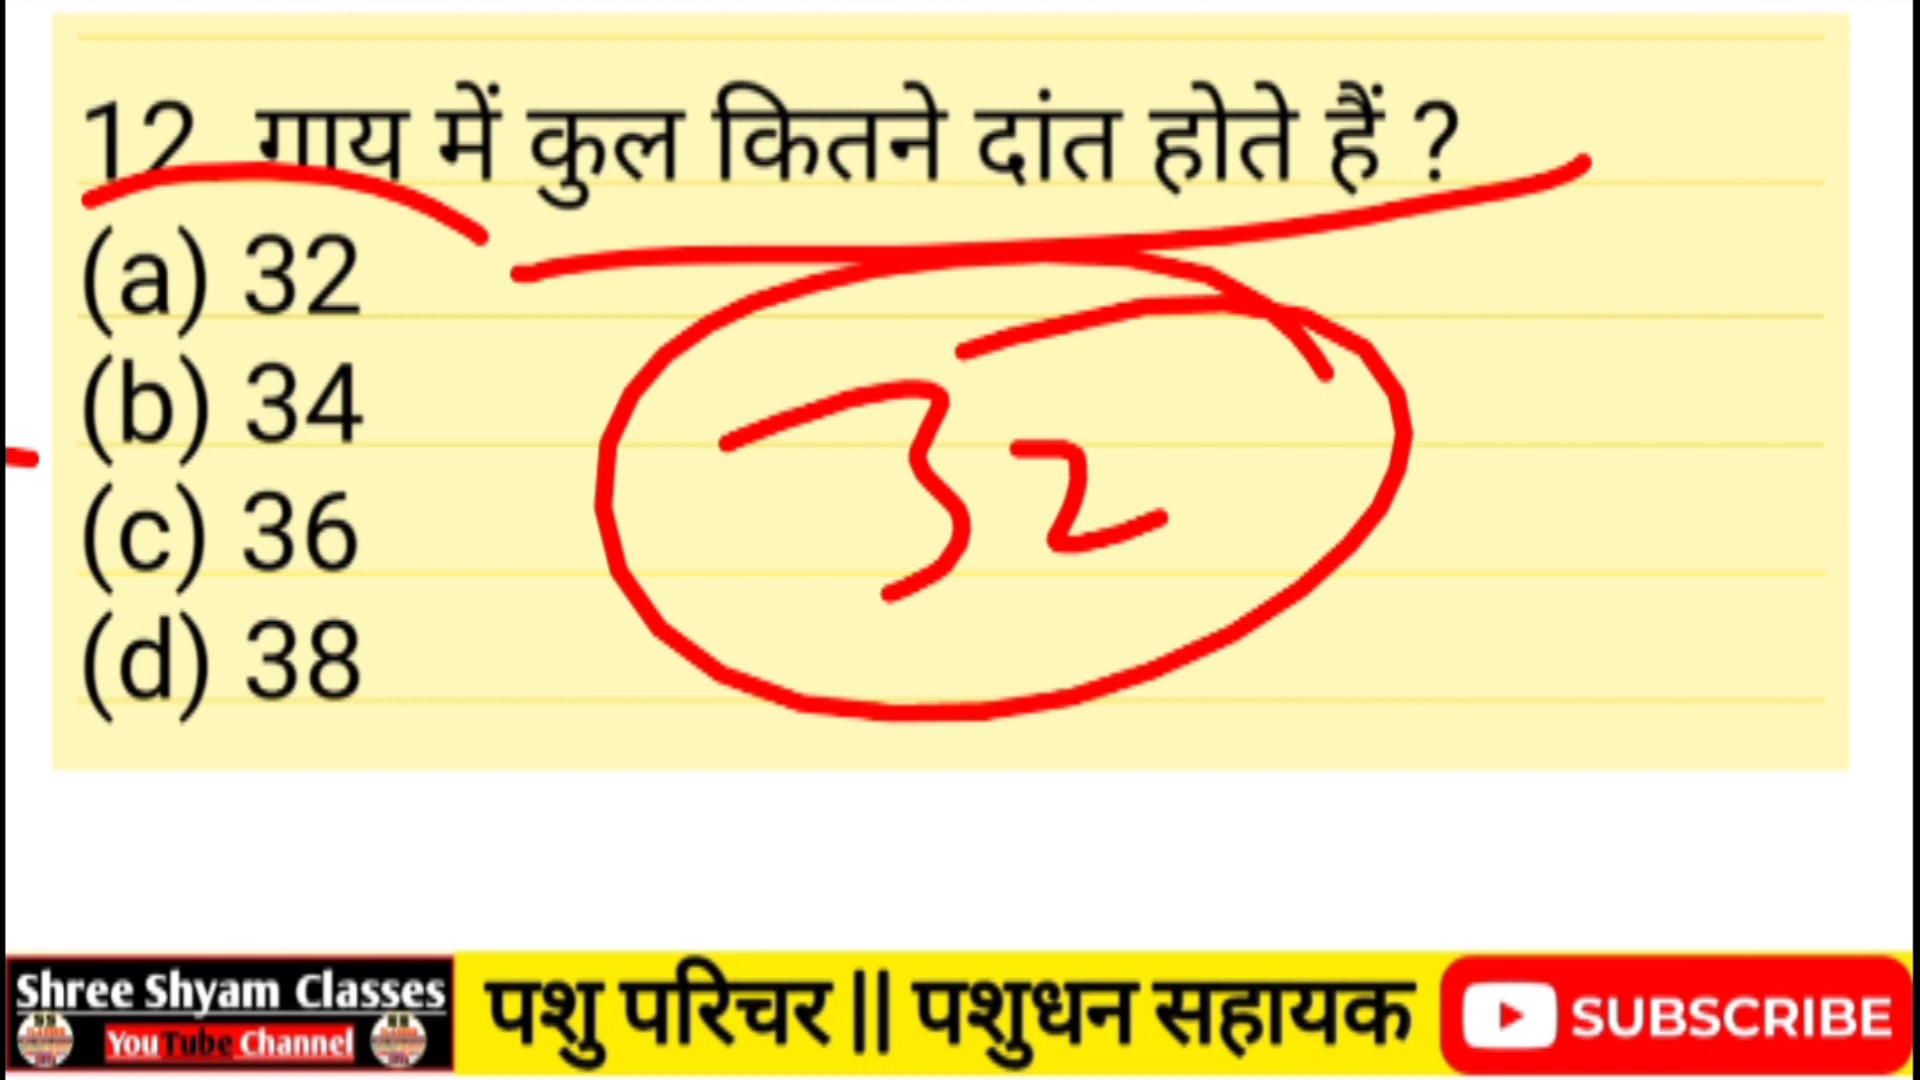 12. गाय में कुल कितने दांत होते हैं ?
(a) 32
(b) 34
(c) 36
(d) 38
32
Shree Shyam Classes
YouTube Channel
पशु परिचर || पशुधन सहायक
SUBSCRIBE